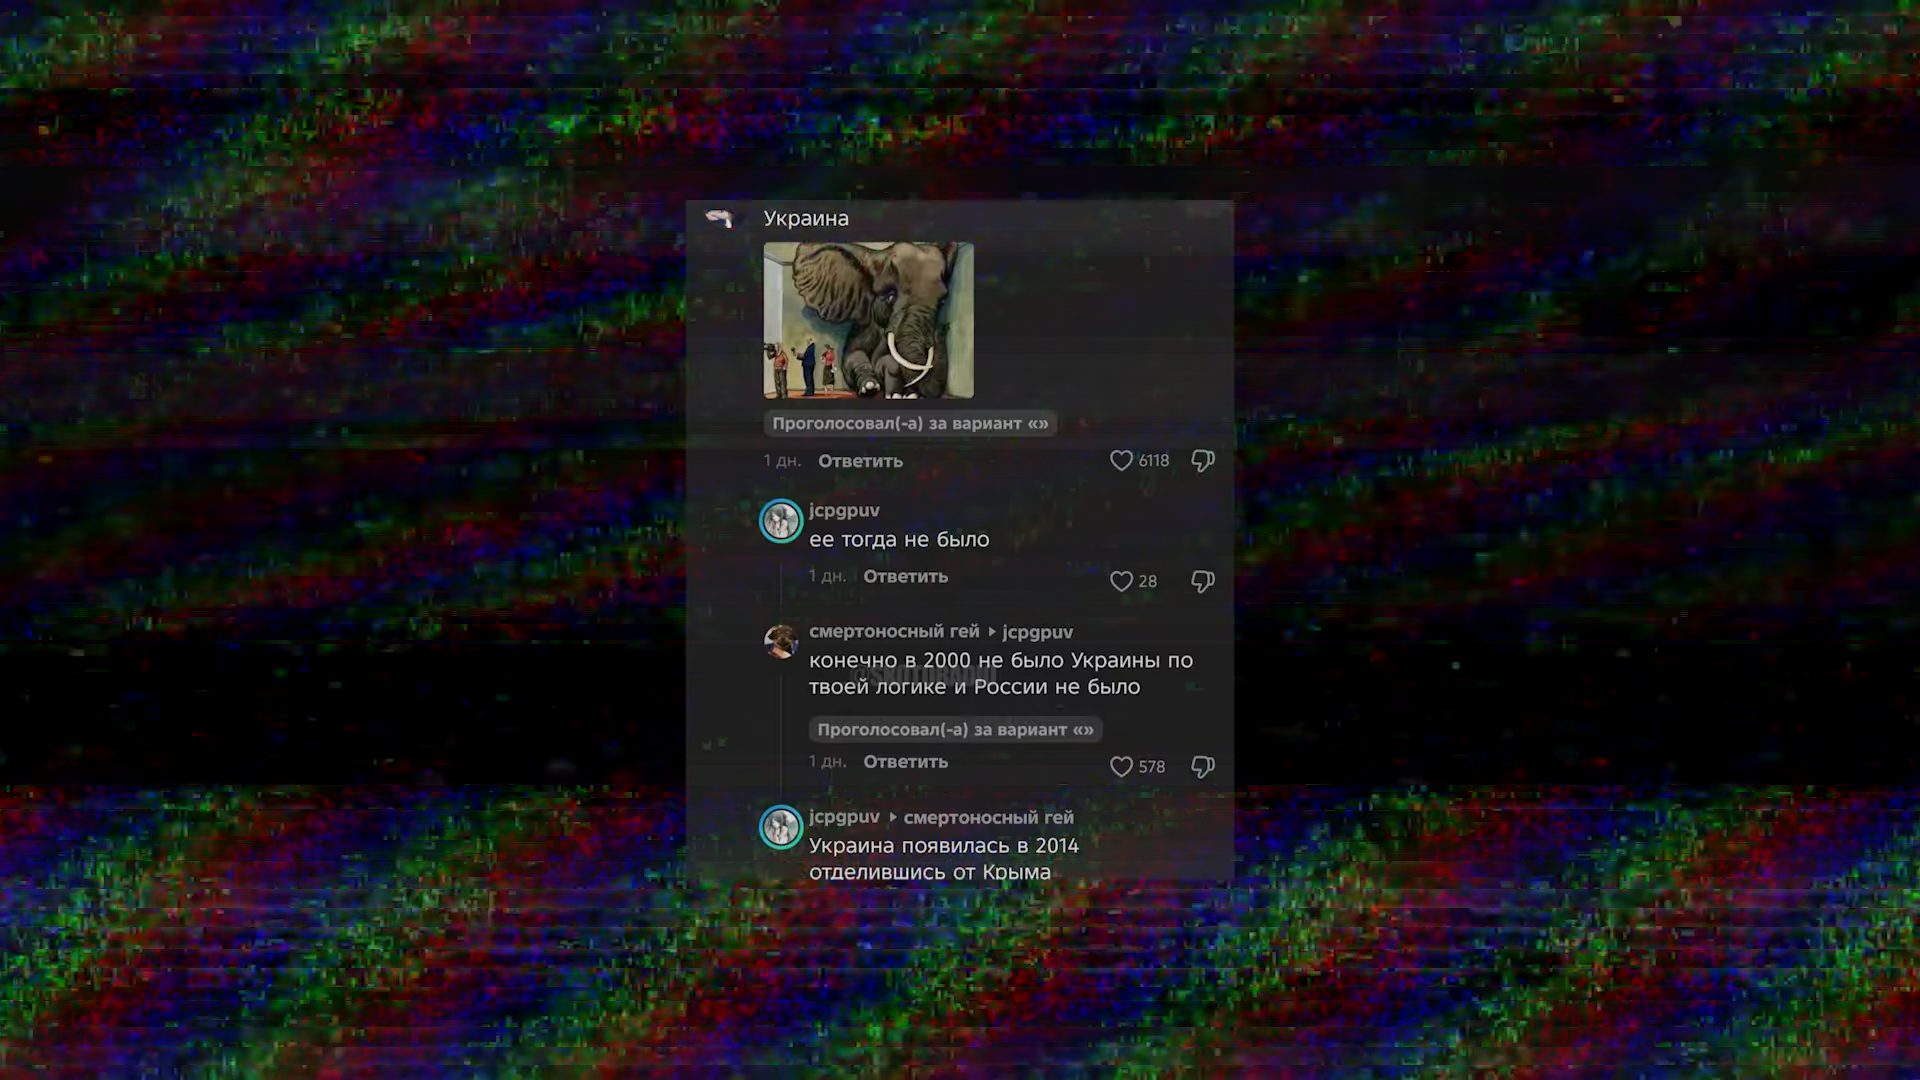 Украина
Проголосовал(-а) за вариант «»
1 дн. Ответить 6118
jcpgpuv
ее тогда не было
1 дн. Ответить 28
смертоносный гей ▸ jcpgpuv
конечно в 2000 не было Украины по
твоей логике и России не было
Проголосовал(-а) за вариант «»
1 дн. Ответить 578
jcpgpuv ▸ смертоносный гей
Украина появилась в 2014
отделившись от Крыма